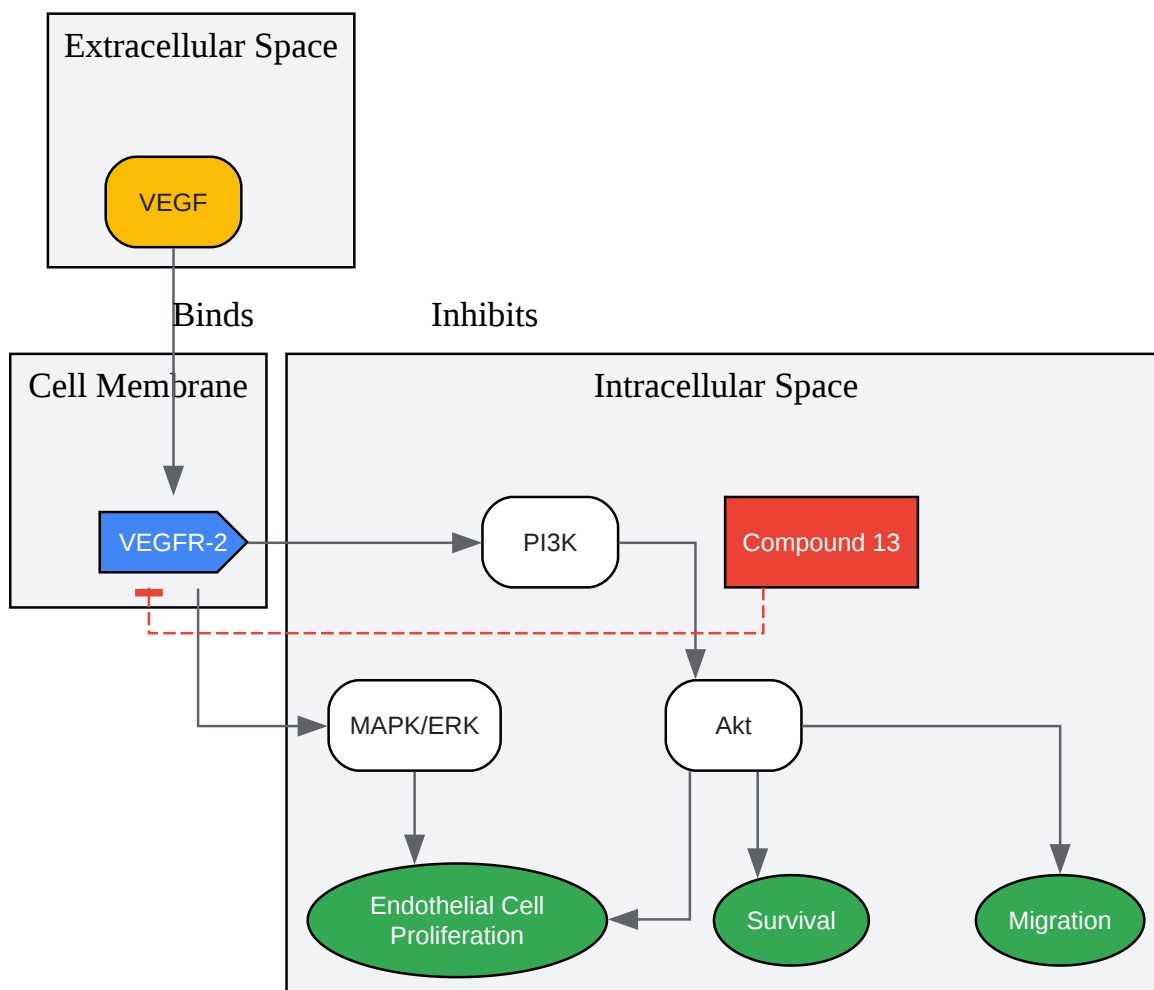 Extracellular Space
VEGF
Binds
Inhibits
Cell Membrane
Intracellular Space
VEGFR-2
PI3K
Compound 13
MAPK/ERK
Akt
Endothelial Cell
Proliferation
Survival
Migration